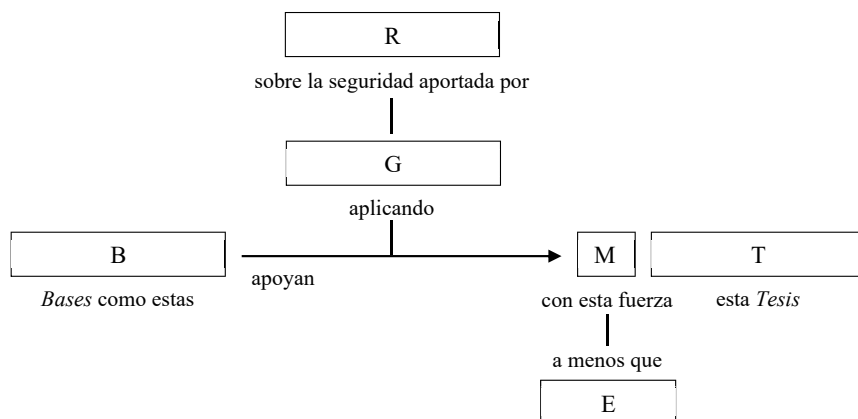 R
sobre la seguridad aportada por
G
aplicando
B M T
apoyan
Bases como estas con esta fuerza esta Tesis
a menos que
E